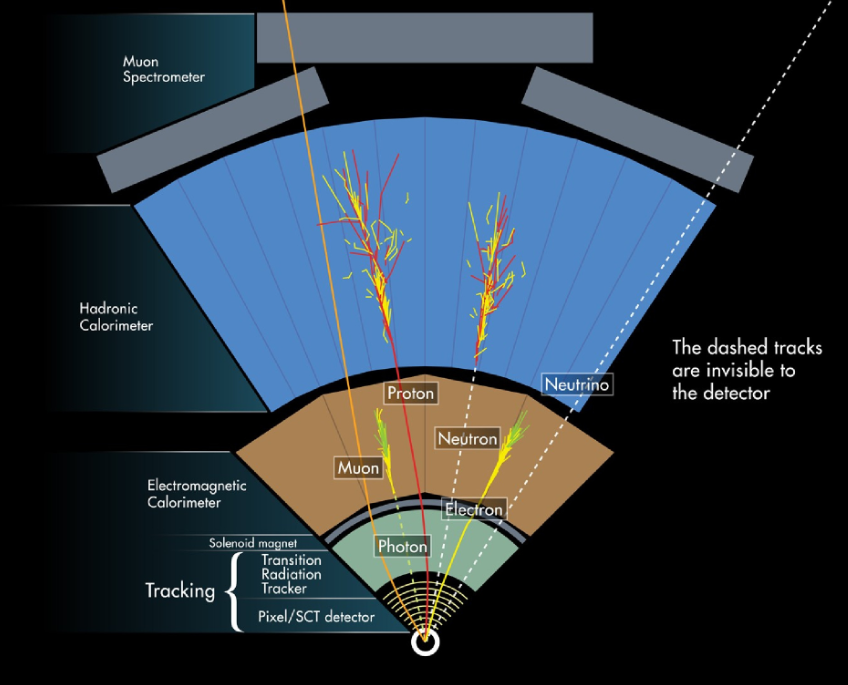 Muon
Spectrometer
Hadronic
Calorimeter
The dashed tracks
are invisible to
the detector
Neutrino
Proton
Neutron
Muon
Electromagnetic
Calorimeter
Electron
Solenoid magnet
Photon
Transition
Radiation
Tracker
Tracking
Pixel/SCT detector